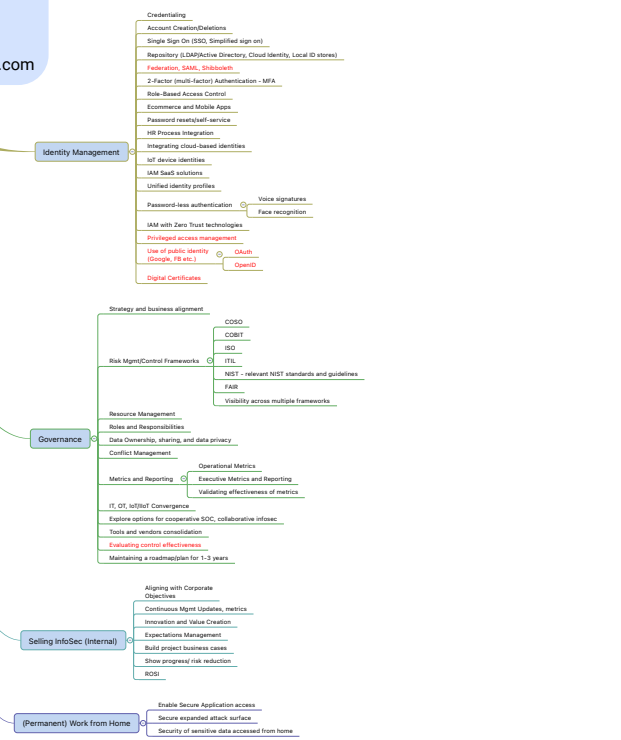 .com
Identity Management
Credentialing
Account Creation/Deletions
Single Sign On (SSO, Simplified sign on)
Repository (LDAP/Active Directory, Cloud Identity, Local ID stores)
Federation, SAML, Shibboleth
2-Factor (multi-factor) Authentication - MFA
Role-Based Access Control
Ecommerce and Mobile Apps
Password resets/self-service
HR Process Integration
Integrating cloud-based identities
IoT device identities
IAM SaaS solutions
Unified identity profiles
Password-less authentication
Voice signatures
Face recognition
IAM with Zero Trust technologies
Privileged access management
Use of public identity
(Google, FB etc.)
OAuth
OpenID
Digital Certificates
Governance
Strategy and business alignment
Risk Mgmt/Control Frameworks
COSO
COBIT
ISO
ITIL
NIST - relevant NIST standards and guidelines
FAIR
Visibility across multiple frameworks
Resource Management
Roles and Responsibilities
Data Ownership, sharing, and data privacy
Conflict Management
Metrics and Reporting
Operational Metrics
Executive Metrics and Reporting
Validating effectiveness of metrics
IT, OT, IoT/IIoT Convergence
Explore options for cooperative SOC, collaborative infosec
Tools and vendors consolidation
Evaluating control effectiveness
Maintaining a roadmap/plan for 1-3 years
Selling InfoSec (Internal)
Aligning with Corporate
Objectives
Continuous Mgmt Updates, metrics
Innovation and Value Creation
Expectations Management
Build project business cases
Show progress/ risk reduction
ROSI
(Permanent) Work from Home
Enable Secure Application access
Secure expanded attack surface
Security of sensitive data accessed from home